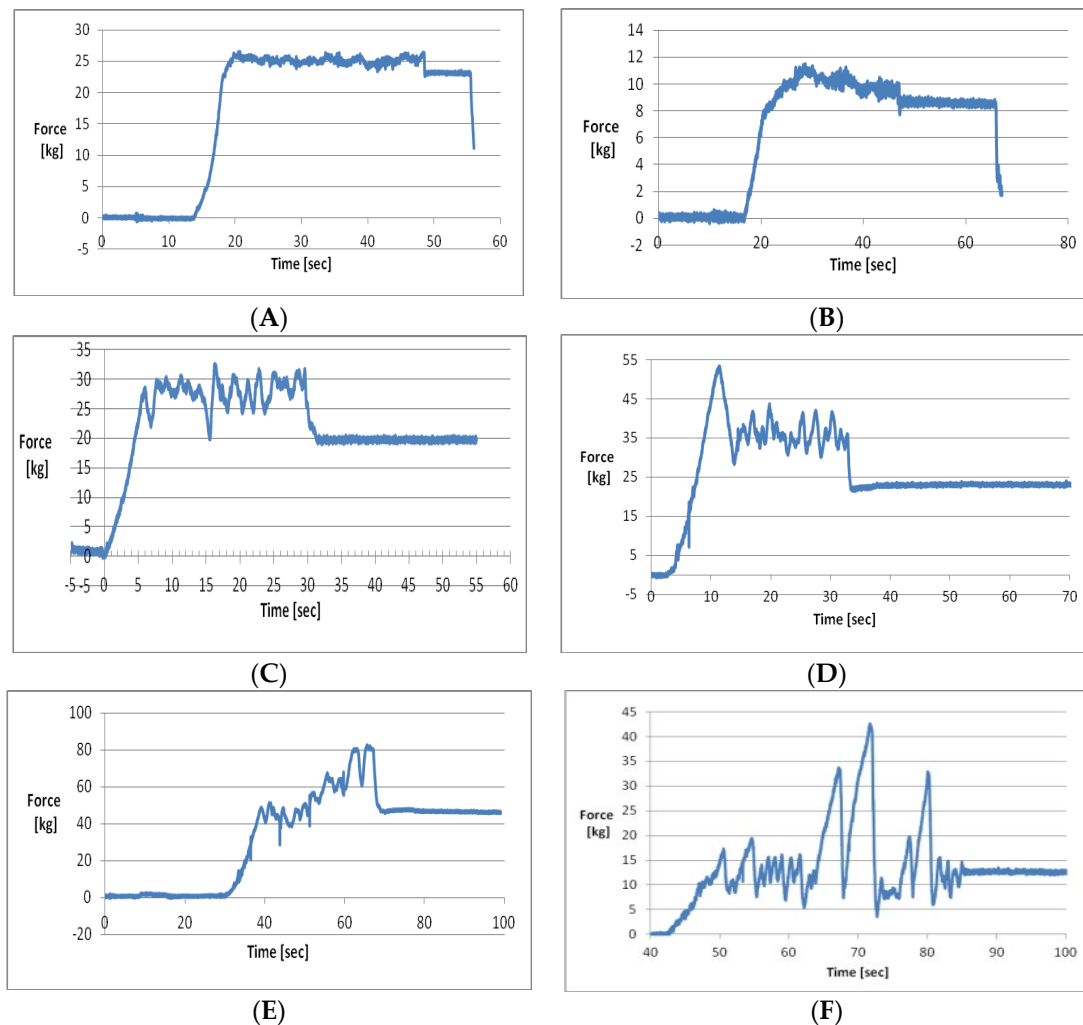 30
25
20
15
10
5
0
-5
Force
[kg]
0 10 20 30 40 50 60
Time [sec]
(A)
14
12
10
8
6
4
2
0
-2
Force
[kg]
0 20 40 60 80
Time [sec]
(B)
35
30
25
20
15
10
5
0
-5
Force
[kg]
-5 0 5 10 15 20 25 30 35 40 45 50 55 60
Time [sec]
(C)
55
45
35
25
15
5
-5
Force
[kg]
0 10 20 30 40 50 60 70
Time [sec]
(D)
100
80
60
40
20
0
-20
Force
[kg]
0 20 40 60 80 100
Time [sec]
(E)
45
40
35
30
25
20
15
10
5
0
Force
[kg]
40 50 60 70 80 90 100
Time [sec]
(F)